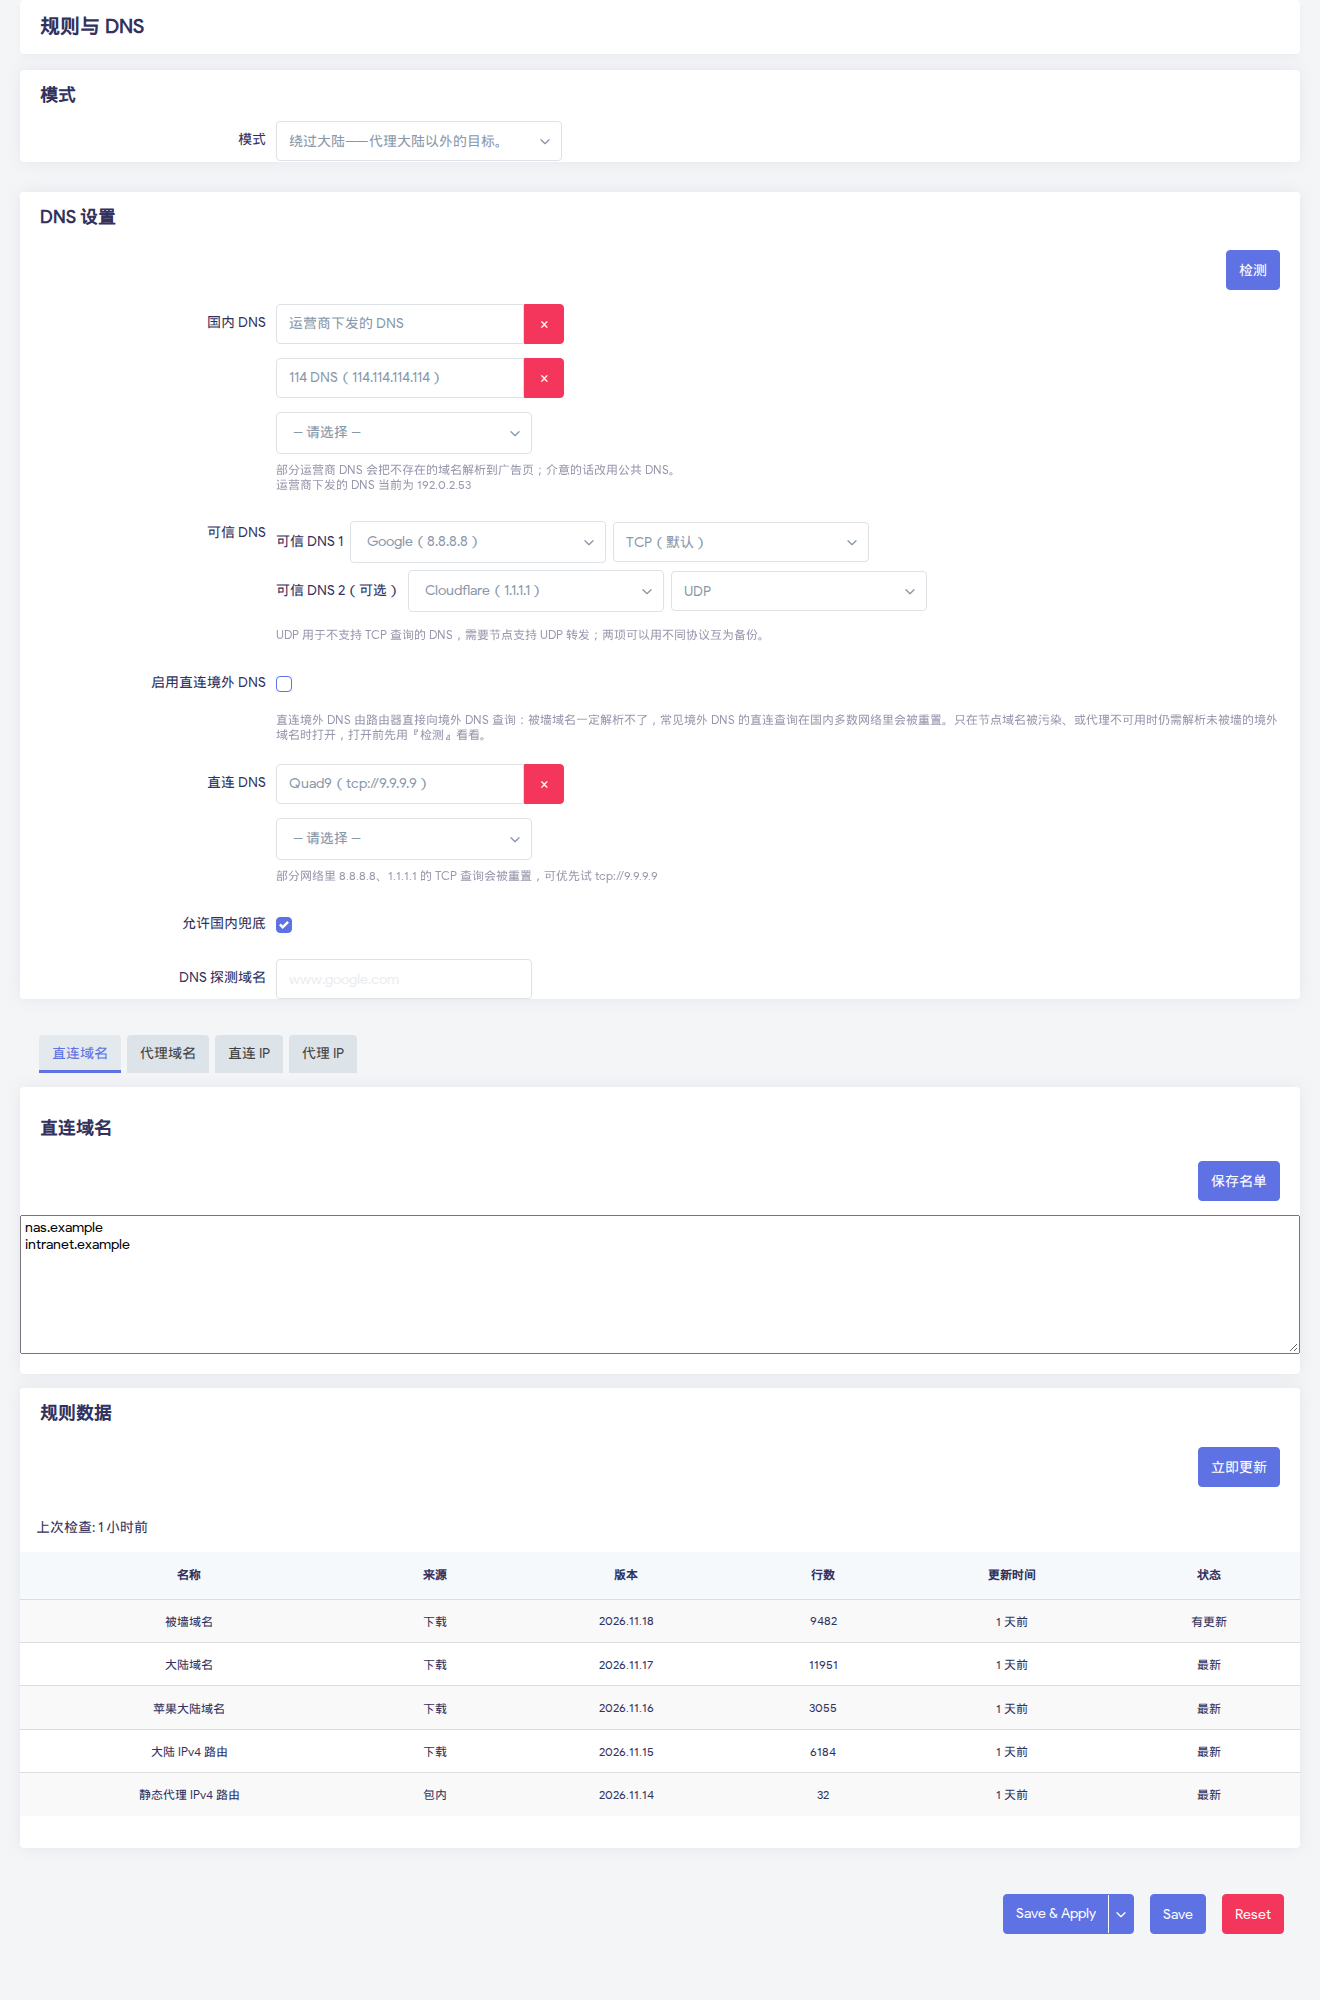 规则与 DNS
模式
模式 绕过大陆——代理大陆以外的目标。
DNS 设置
检测
国内 DNS 运营商下发的 DNS ×
114 DNS（114.114.114.114） ×
-- 请选择 --
部分运营商 DNS 会把不存在的域名解析到广告页；介意的话改用公共 DNS。
运营商下发的 DNS 当前为 192.0.2.53
可信 DNS 可信 DNS 1 Google（8.8.8.8） TCP（默认）
可信 DNS 2（可选） Cloudflare（1.1.1.1） UDP
UDP 用于不支持 TCP 查询的 DNS，需要节点支持 UDP 转发；两项可以用不同协议互为备份。
启用直连境外 DNS
直连境外 DNS 由路由器直接向境外 DNS 查询：被墙域名一定解析不了，常见境外 DNS 的直连查询在国内多数网络里会被重置。只在节点域名被污染、或代理不可用时仍需解析未被墙的境外
域名时打开，打开前先用『检测』看看。
直连 DNS Quad9（tcp://9.9.9.9） ×
-- 请选择 --
部分网络里 8.8.8.8、1.1.1.1 的 TCP 查询会被重置，可优先试 tcp://9.9.9.9
允许国内兜底
DNS 探测域名 www.google.com
直连域名 代理域名 直连 IP 代理 IP
直连域名
保存名单
nas.example
intranet.example
规则数据
立即更新
上次检查: 1 小时前
名称 来源 版本 行数 更新时间 状态
被墙域名 下载 2026.11.18 9482 1 天前 有更新
大陆域名 下载 2026.11.17 11951 1 天前 最新
苹果大陆域名 下载 2026.11.16 3055 1 天前 最新
大陆 IPv4 路由 下载 2026.11.15 6184 1 天前 最新
静态代理 IPv4 路由 包内 2026.11.14 32 1 天前 最新
Save & Apply Save Reset